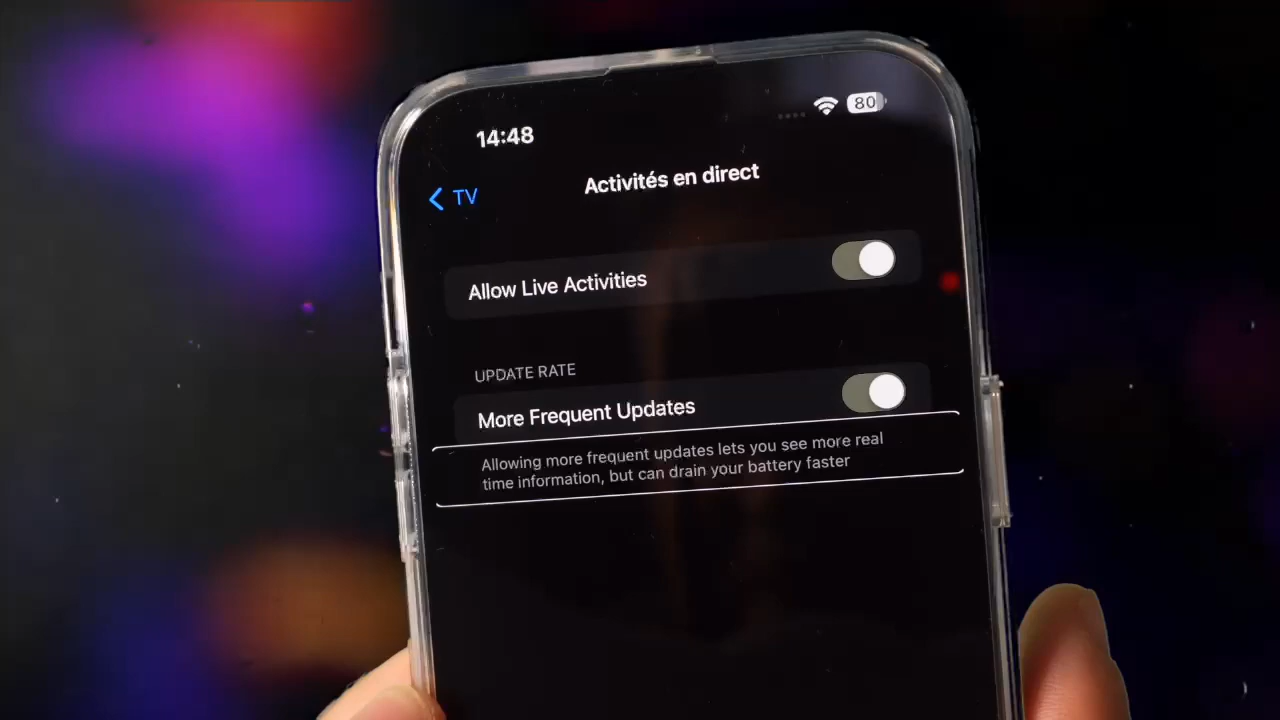 14:48
80
TV
Activités en direct
Allow Live Activities
UPDATE RATE
More Frequent Updates
Allowing more frequent updates lets you see more real
time information, but can drain your battery faster